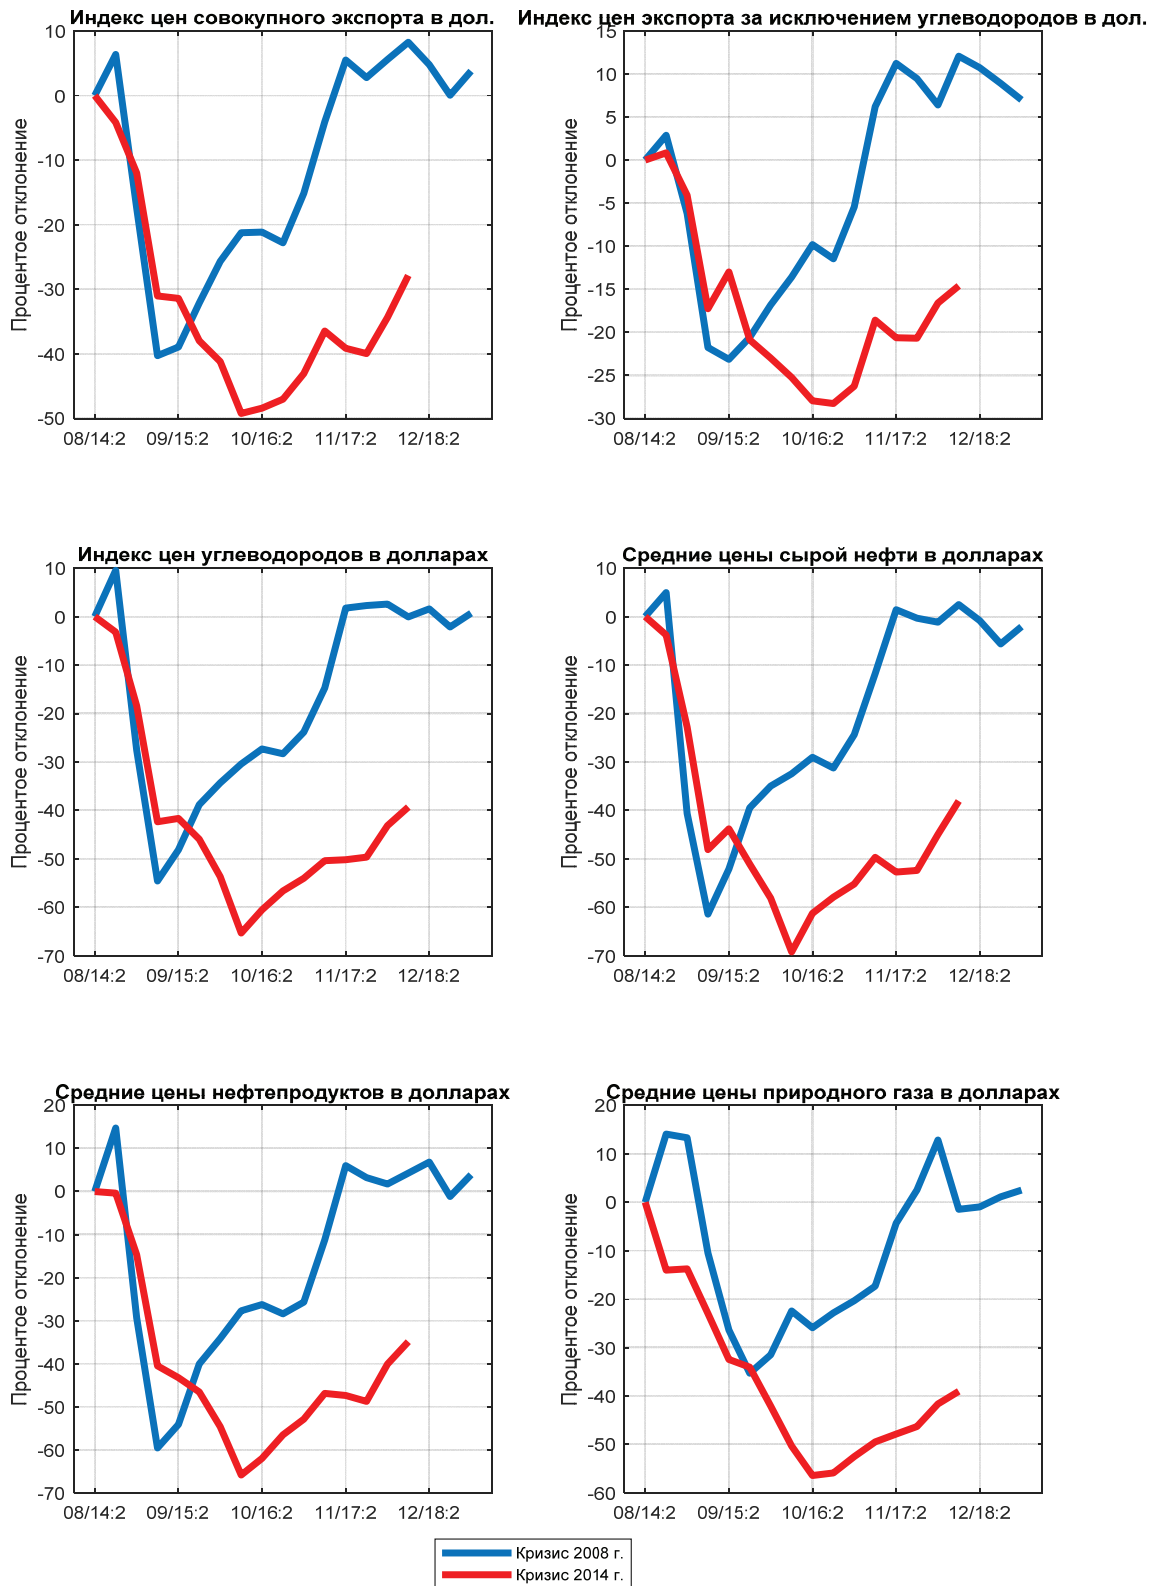 Индекс цен совокупного экспорта в дол.
Процентое отклонение
10
0
-10
-20
-30
-40
-50
08/14:2 09/15:2 10/16:2 11/17:2 12/18:2
Индекс цен экспорта за исключением углеводородов в дол.
Процентое отклонение
15
10
5
0
-5
-10
-15
-20
-25
-30
08/14:2 09/15:2 10/16:2 11/17:2 12/18:2
Индекс цен углеводородов в долларах
Процентое отклонение
10
0
-10
-20
-30
-40
-50
-60
-70
08/14:2 09/15:2 10/16:2 11/17:2 12/18:2
Средние цены сырой нефти в долларах
Процентое отклонение
10
0
-10
-20
-30
-40
-50
-60
-70
08/14:2 09/15:2 10/16:2 11/17:2 12/18:2
Средние цены нефтепродуктов в долларах
Процентое отклонение
20
10
0
-10
-20
-30
-40
-50
-60
-70
08/14:2 09/15:2 10/16:2 11/17:2 12/18:2
Средние цены природного газа в долларах
Процентое отклонение
20
10
0
-10
-20
-30
-40
-50
-60
08/14:2 09/15:2 10/16:2 11/17:2 12/18:2
Кризис 2008 г.
Кризис 2014 г.